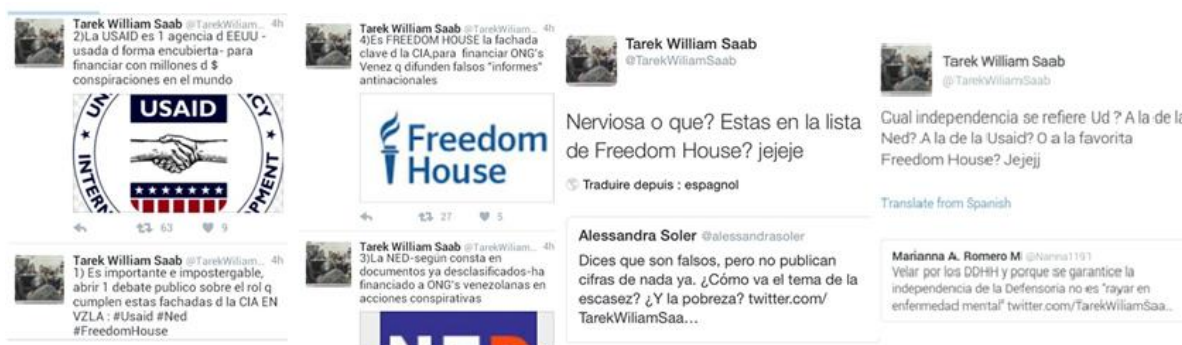 Tarek William Saab @TarekWiliam... 4h
2)La USAID es 1 agencia d EEUU -
usada d forma encubierta- para
financiar con millones d $
conspiraciones en el mundo
USAID
INTERN
PMENT
63 9
Tarek William Saab @TarekWiliam... 4h
1) Es importante e impostergable,
abrir 1 debate publico sobre el rol q
cumplen estas fachadas d la CIA EN
VZLA : #Usaid #Ned
#FreedomHouse
Tarek William Saab @TarekWiliam... 4h
4)Es FREEDOM HOUSE la fachada
clave d la CIA,para financiar ONG's
Venez q difunden falsos "informes"
antinacionales
Freedom
House
27 5
Tarek William Saab @TarekWiliam... 4h
3)La NED-según consta en
documentos ya desclasificados-ha
financiado a ONG's venezolanas en
acciones conspirativas
NED
Tarek William Saab
@TarekWiliamSaab
Nerviosa o que? Estas en la lista
de Freedom House? jejeje
Traduire depuis : espagnol
Alessandra Soler @alessandrasoler
Dices que son falsos, pero no publican
cifras de nada ya. ¿Cómo va el tema de la
escasez? ¿Y la pobreza? twitter.com/
TarekWiliamSaa...
Tarek William Saab
@TarekWiliamSaab
Cual independencia se refiere Ud ? A la de la
Ned? A la de la Usaid? O a la favorita
Freedom House? Jejejj
Translate from Spanish
Marianna A. Romero M @Nanna1191
Velar por los DDHH y porque se garantice la
independencia de la Defensoria no es "rayar en
enfermedad mental" twitter.com/TarekWiliamSaa...